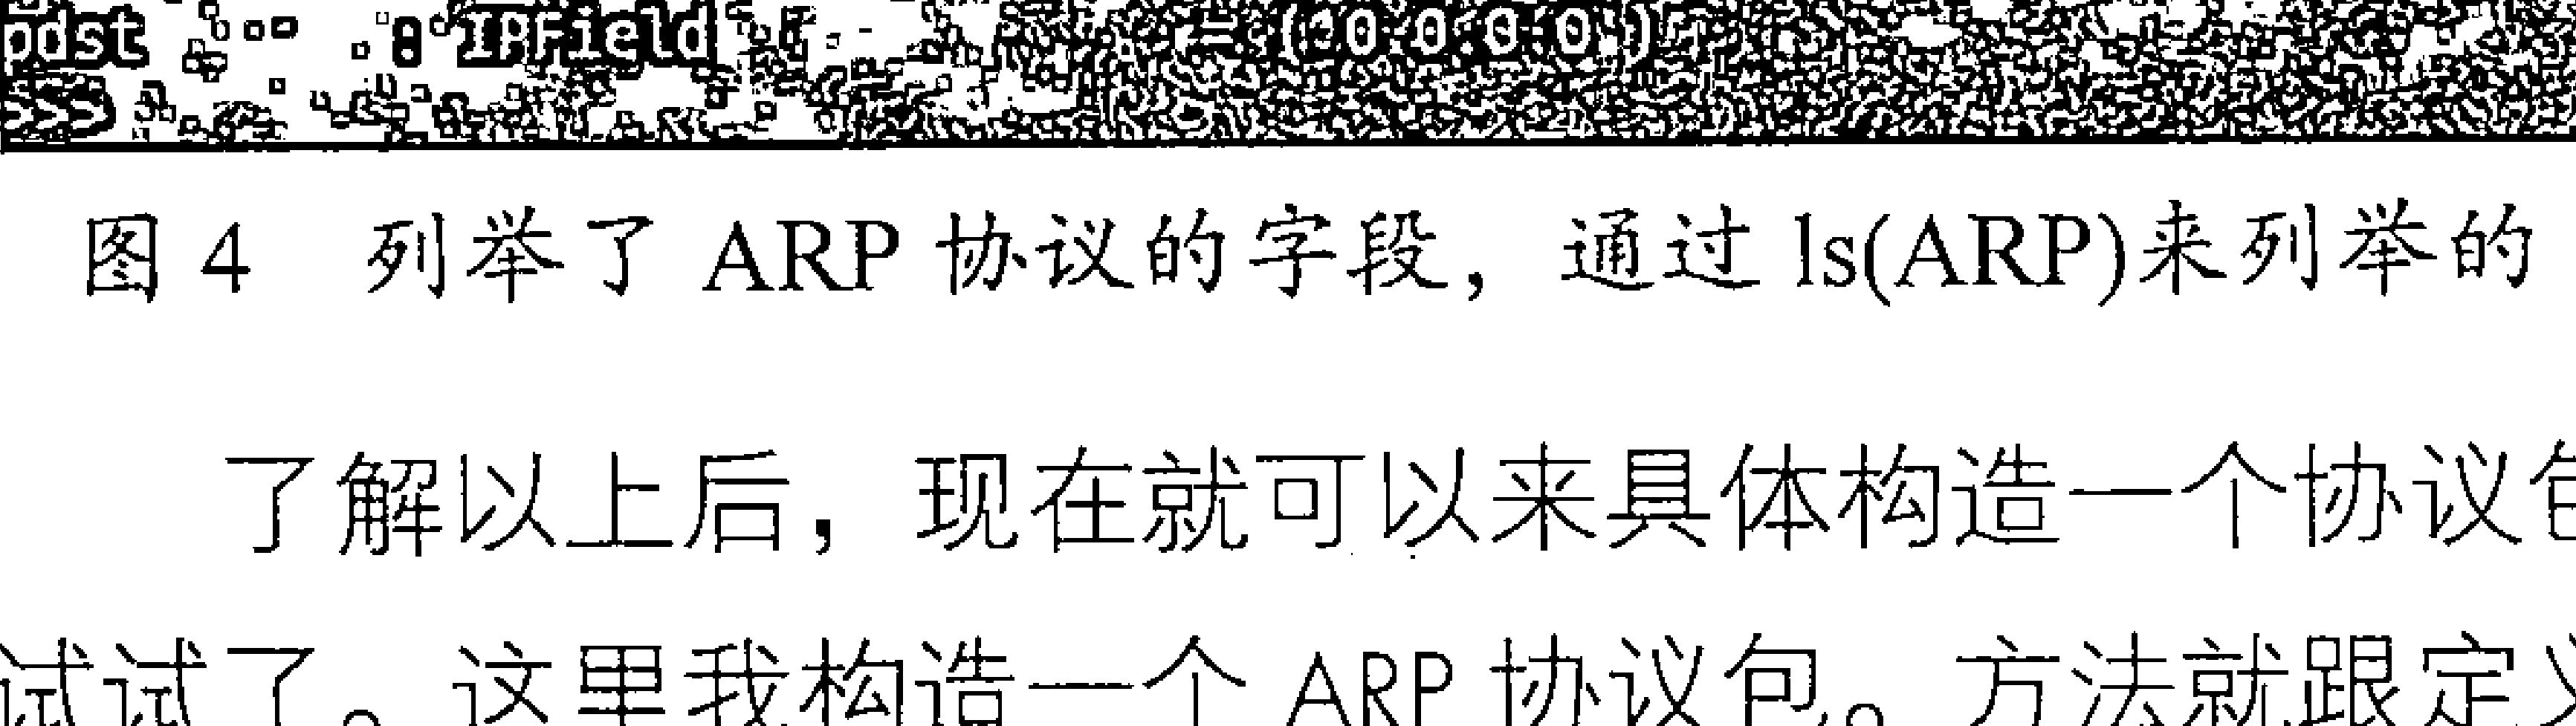 pdst : IPField = (0.0.0.0)
>>>
图 4 列举了 ARP 协议的字段，通过 ls(ARP)来列举的
了解以上后，现在就可以来具体构造一个协议包
试试了。这里我构造一个 ARP 协议包。方法就跟定义